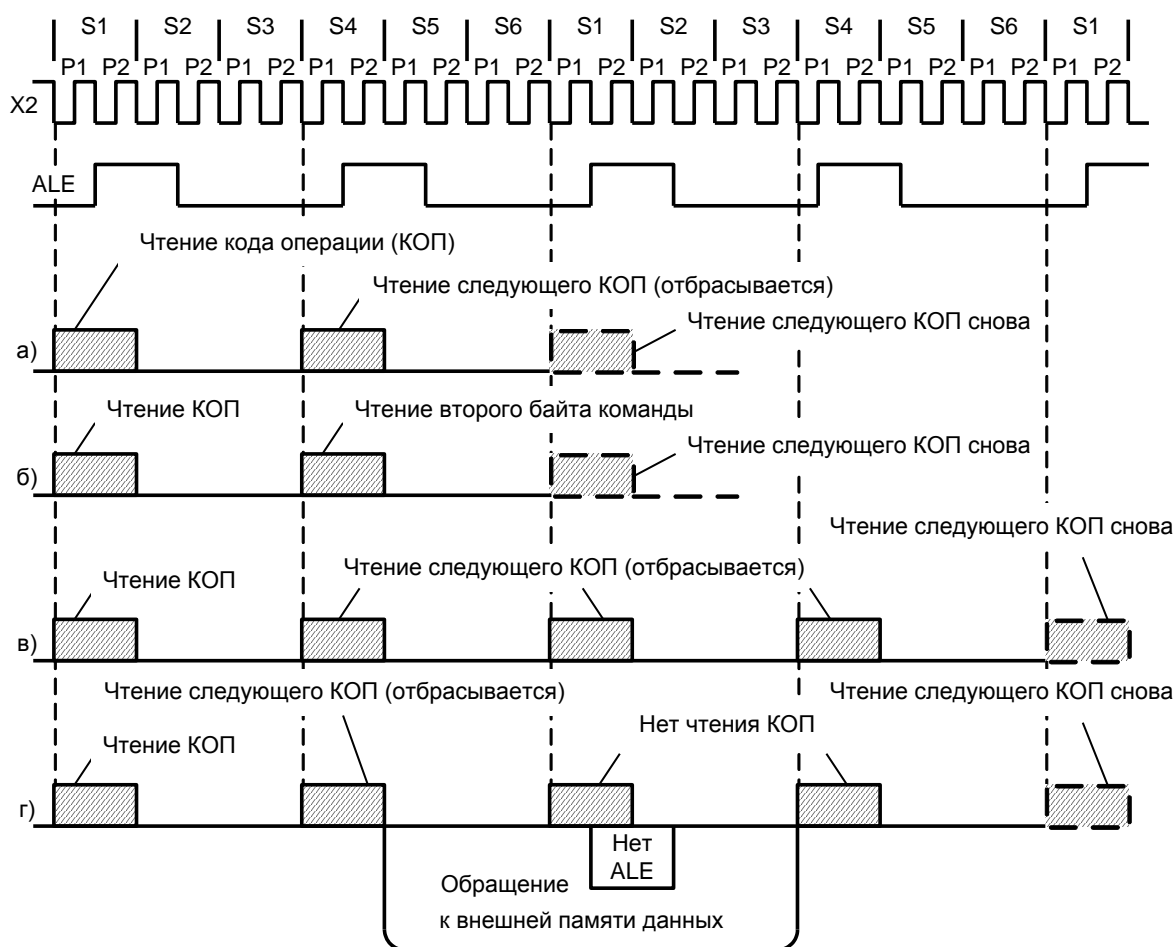 S1 S2 S3 S4 S5 S6 S1 S2 S3 S4 S5 S6 S1
P1 P2 P1 P2 P1 P2 P1 P2 P1 P2 P1 P2 P1 P2 P1 P2 P1 P2 P1 P2 P1 P2 P1 P2 P1 P2
X2
ALE
Чтение кода операции (КОП)
Чтение следующего КОП (отбрасывается)
Чтение следующего КОП снова
а)
Чтение КОП
Чтение второго байта команды
Чтение следующего КОП снова
б)
Чтение следующего КОП снова
Чтение КОП
Чтение следующего КОП (отбрасывается)
в)
Чтение следующего КОП (отбрасывается)
Чтение следующего КОП снова
Чтение КОП
Нет чтения КОП
г)
Нет
ALE
Обращение
к внешней памяти данных